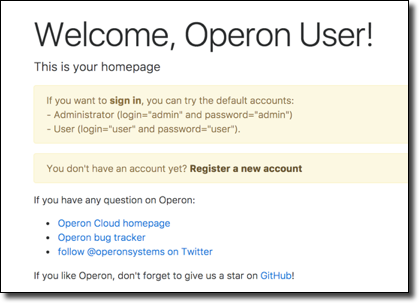 Welcome, Operon User!
This is your homepage
If you want to sign in, you can try the default accounts:
- Administrator (login="admin" and password="admin")
- User (login="user" and password="user").
You don't have an account yet? Register a new account
If you have any question on Operon:
• Operon Cloud homepage
• Operon bug tracker
• follow @operonsystems on Twitter
If you like Operon, don't forget to give us a star on GitHub!